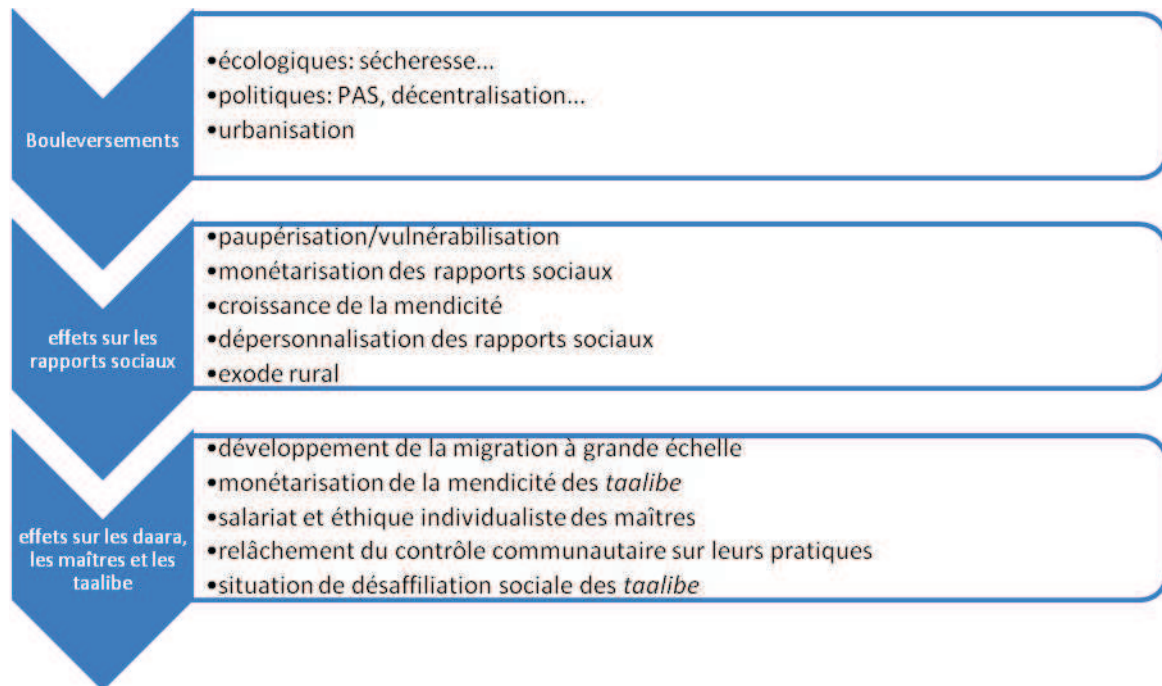 Bouleversements
•écologiques: sécheresse...
•politiques: PAS, décentralisation...
•urbanisation
effets sur les
rapports sociaux
•paupérisation/vulnérabilisation
•monétarisation des rapports sociaux
•croissance de la mendicité
•dépersonnalisation des rapports sociaux
•exode rural
effets sur les daara,
les maîtres et les
taalibe
•développement de la migration à grande échelle
•monétarisation de la mendicité des taalibe
•salariat et éthique individualiste des maîtres
•relâchement du contrôle communautaire sur leurs pratiques
•situation de désaffiliation sociale des taalibe